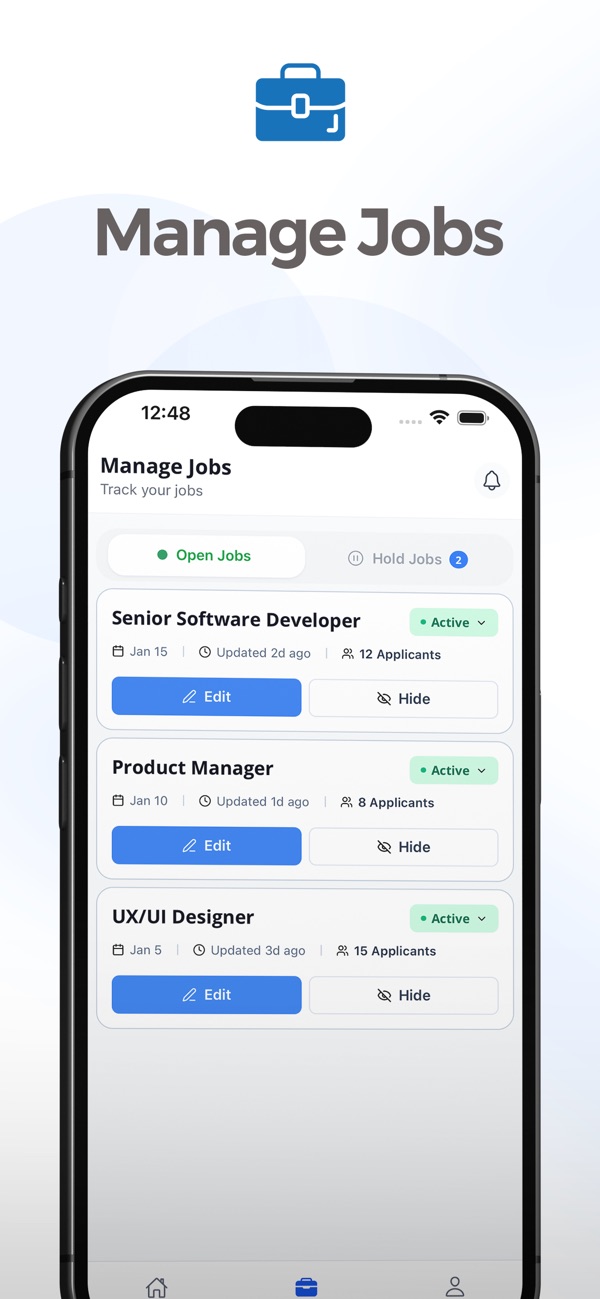 Manage Jobs
12:48
Manage Jobs
Track your jobs
Open Jobs
Hold Jobs 2
Senior Software Developer
Active
Jan 15 Updated 2d ago 12 Applicants
Edit
Hide
Product Manager
Active
Jan 10 Updated 1d ago 8 Applicants
Edit
Hide
UX/UI Designer
Active
Jan 5 Updated 3d ago 15 Applicants
Edit
Hide